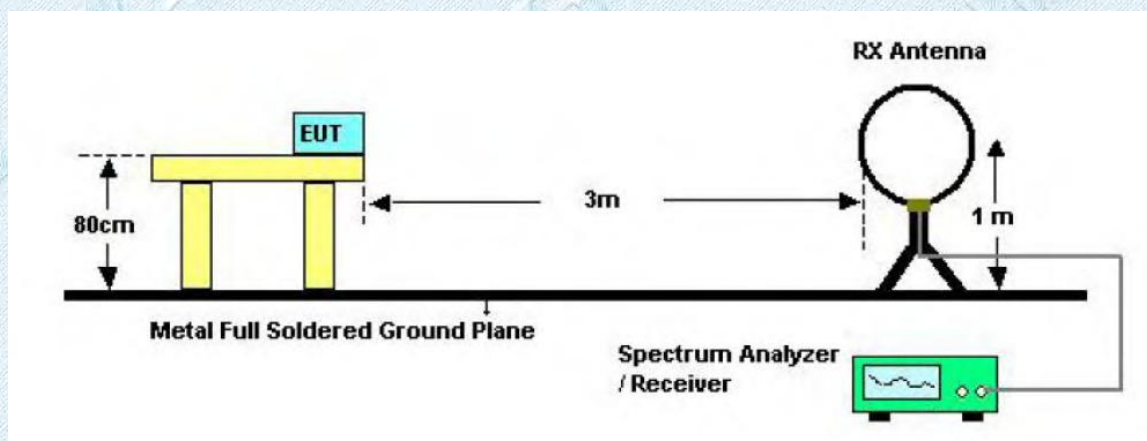 RX Antenna
EUT
3m
80cm
1 m
Metal Full Soldered Ground Plane
Spectrum Analyzer
/ Receiver